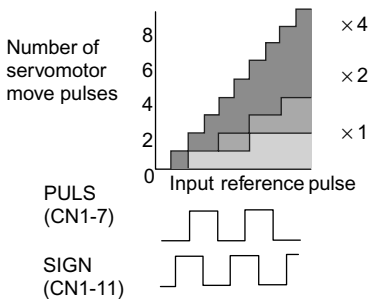 Number of
servomotor
move pulses
8
6
4
2
0
×4
×2
×1
Input reference pulse
PULS
(CN1-7)
SIGN
(CN1-11)